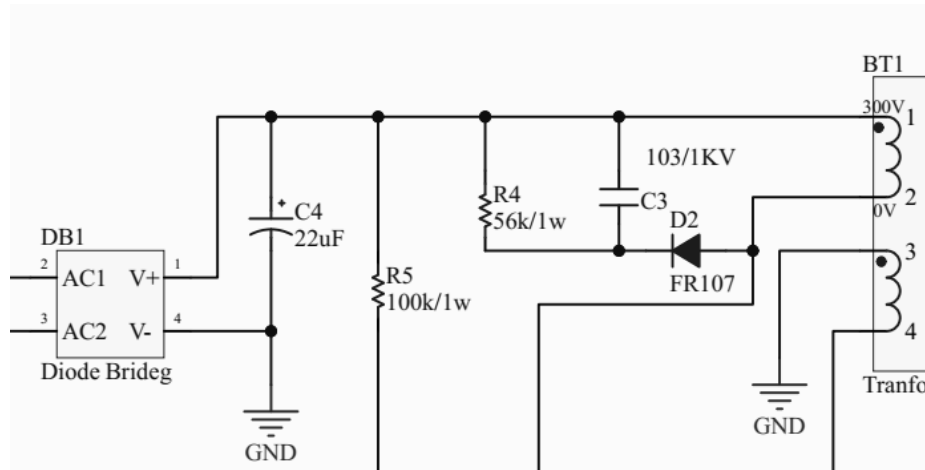 BT1
300V
1
103/1KV
R4
56k/1w
C3
2
0V
C4
22uF
D2
DB1
3
2
AC1
V+
1
R5
100k/1w
FR107
3
AC2
V-
4
4
Diode Brideg
Tranfo
GND
GND